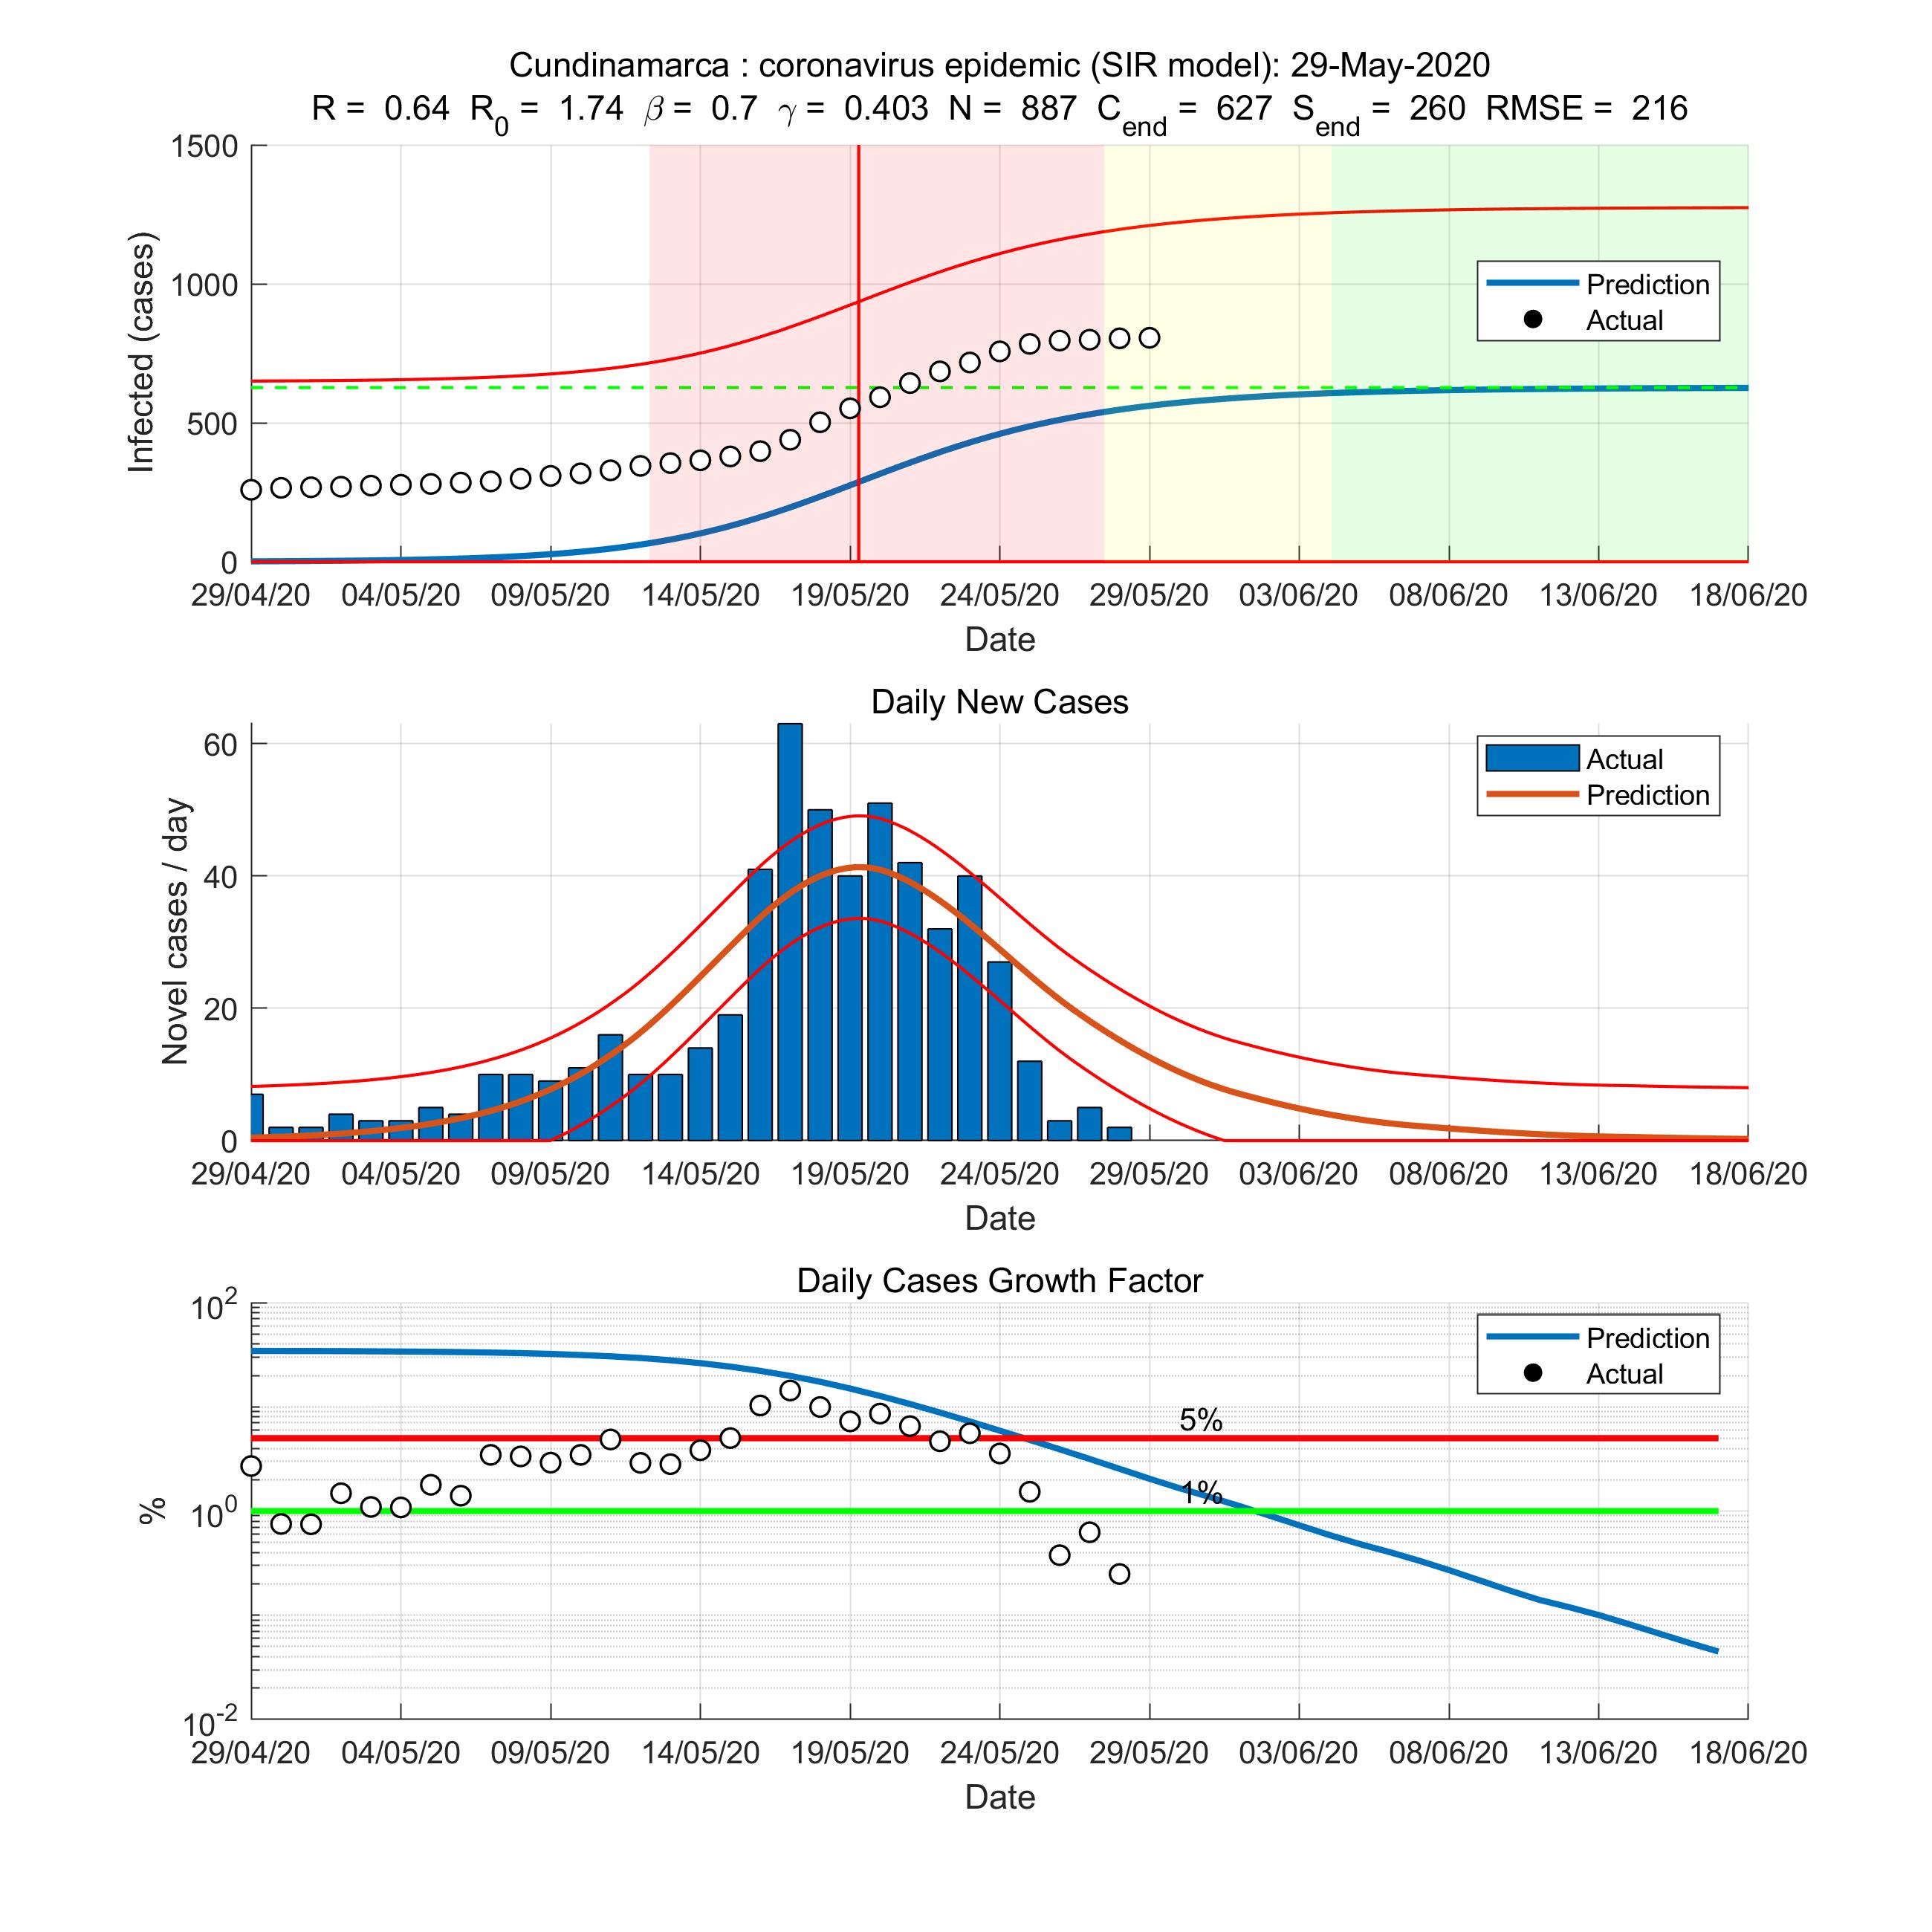 Cundinamarca : coronavirus epidemic (SIR model): 29-May-2020
R = 0.64 R0 = 1.74 β = 0.7 γ = 0.403 N = 887 Cend = 627 Send = 260 RMSE = 216
1500
1000
500
0
Infected (cases)
Prediction
Actual
29/04/20 04/05/20 09/05/20 14/05/20 19/05/20 24/05/20 29/05/20 03/06/20 08/06/20 13/06/20 18/06/20
Date
Daily New Cases
60
40
20
0
Novel cases / day
Actual
Prediction
29/04/20 04/05/20 09/05/20 14/05/20 19/05/20 24/05/20 29/05/20 03/06/20 08/06/20 13/06/20 18/06/20
Date
Daily Cases Growth Factor
10²
10⁰
10⁻²
%
Prediction
Actual
5%
1%
29/04/20 04/05/20 09/05/20 14/05/20 19/05/20 24/05/20 29/05/20 03/06/20 08/06/20 13/06/20 18/06/20
Date